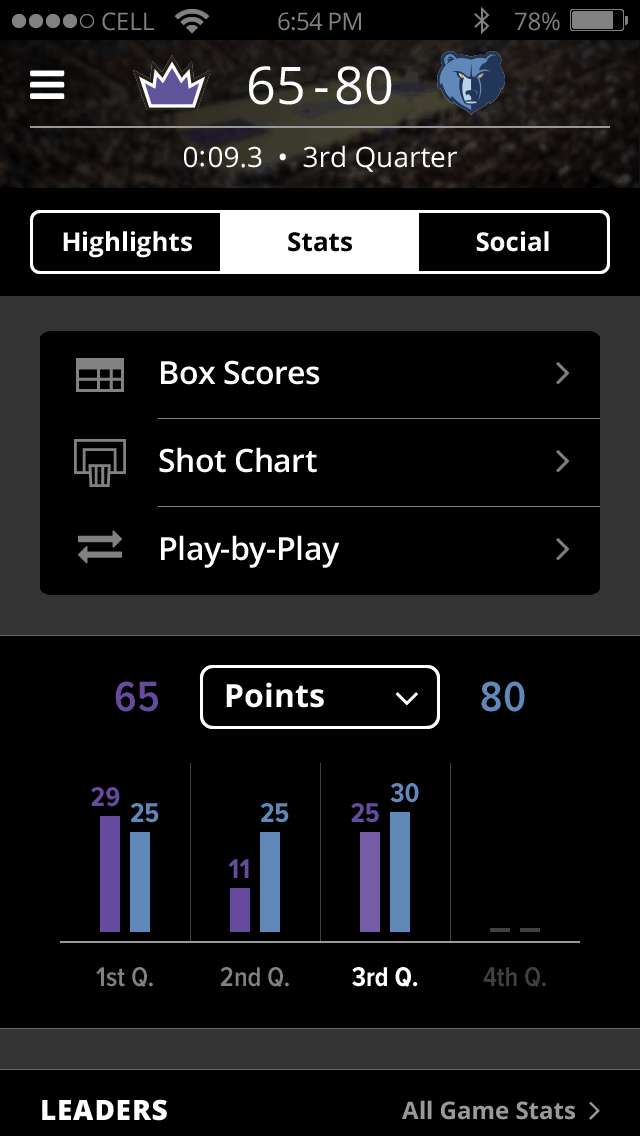 CELL 6:54 PM 78%
65 - 80
0:09.3 • 3rd Quarter
Highlights Stats Social
Box Scores
Shot Chart
Play-by-Play
65 Points 80
29 25 11 25 25 30
1st Q. 2nd Q. 3rd Q. 4th Q.
LEADERS All Game Stats